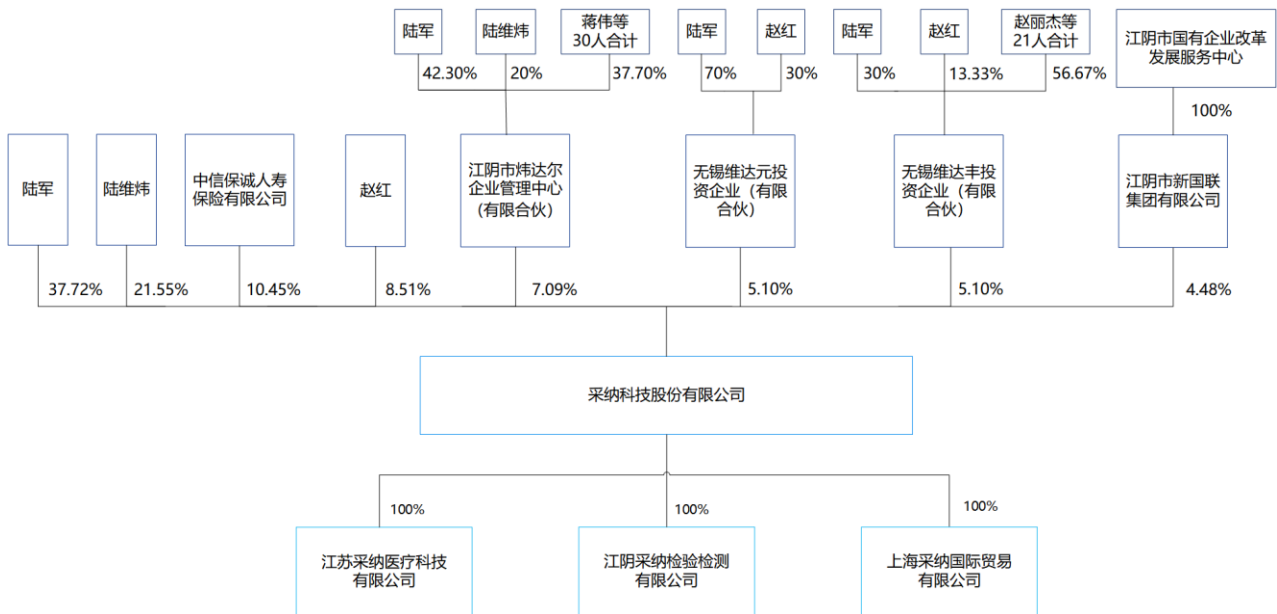 陆军
陆维炜
蒋伟等
30人合计
陆军
赵红
陆军
赵红
赵丽杰等
21人合计
江阴市国有企业改革
发展服务中心
42.30%
20%
37.70%
70%
30%
30%
13.33%
56.67%
100%
陆军
陆维炜
中信保诚人寿
保险有限公司
赵红
江阴市炜达尔
企业管理中心
（有限合伙）
无锡维达元投
资企业（有限
合伙）
无锡维达丰投
资企业（有限
合伙）
江阴市新国联
集团有限公司
37.72%
21.55%
10.45%
8.51%
7.09%
5.10%
5.10%
4.48%
采纳科技股份有限公司
100%
100%
100%
江苏采纳医疗科技
有限公司
江阴采纳检验检测
有限公司
上海采纳国际贸易
有限公司